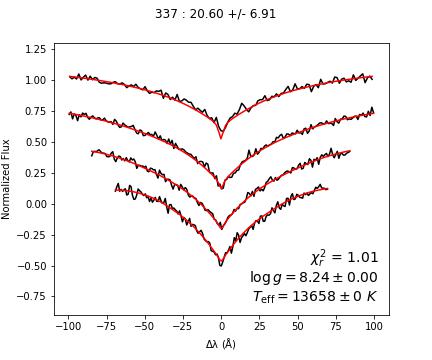 337 : 20.60 +/- 6.91
1.25
1.00
0.75
0.50
0.25
0.00
−0.25
−0.50
−0.75
Normalized Flux
χ²ᵣ = 1.01
log g = 8.24 ± 0.00
T_eff = 13658 ± 0 K
−100 −75 −50 −25 0 25 50 75 100
Δλ (Å)